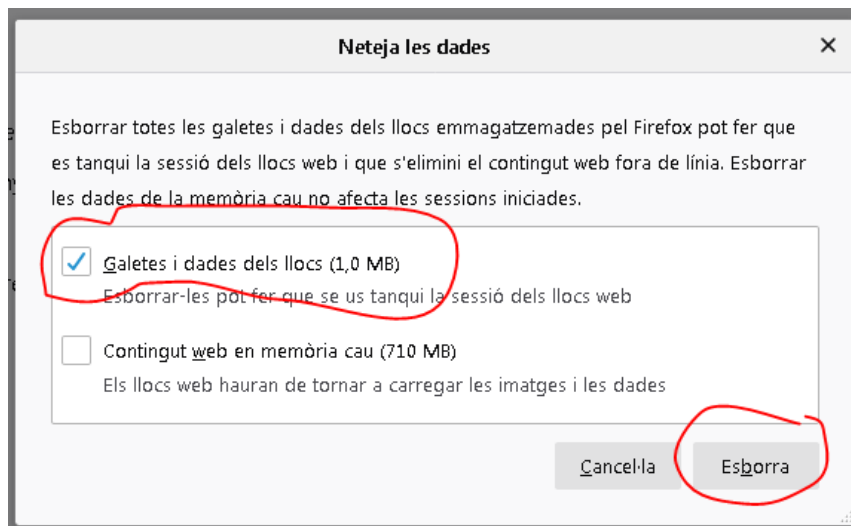 Neteja les dades
Esborrar totes les galetes i dades dels llocs emmagatzemades pel Firefox pot fer que
es tanqui la sessió dels llocs web i que s'elimini el contingut web fora de línia. Esborrar
les dades de la memòria cau no afecta les sessions iniciades.
Galetes i dades dels llocs (1,0 MB)
Esborrar-les pot fer que se us tanqui la sessió dels llocs web
Contingut web en memòria cau (710 MB)
Els llocs web hauran de tornar a carregar les imatges i les dades
Cancel·la
Esborra